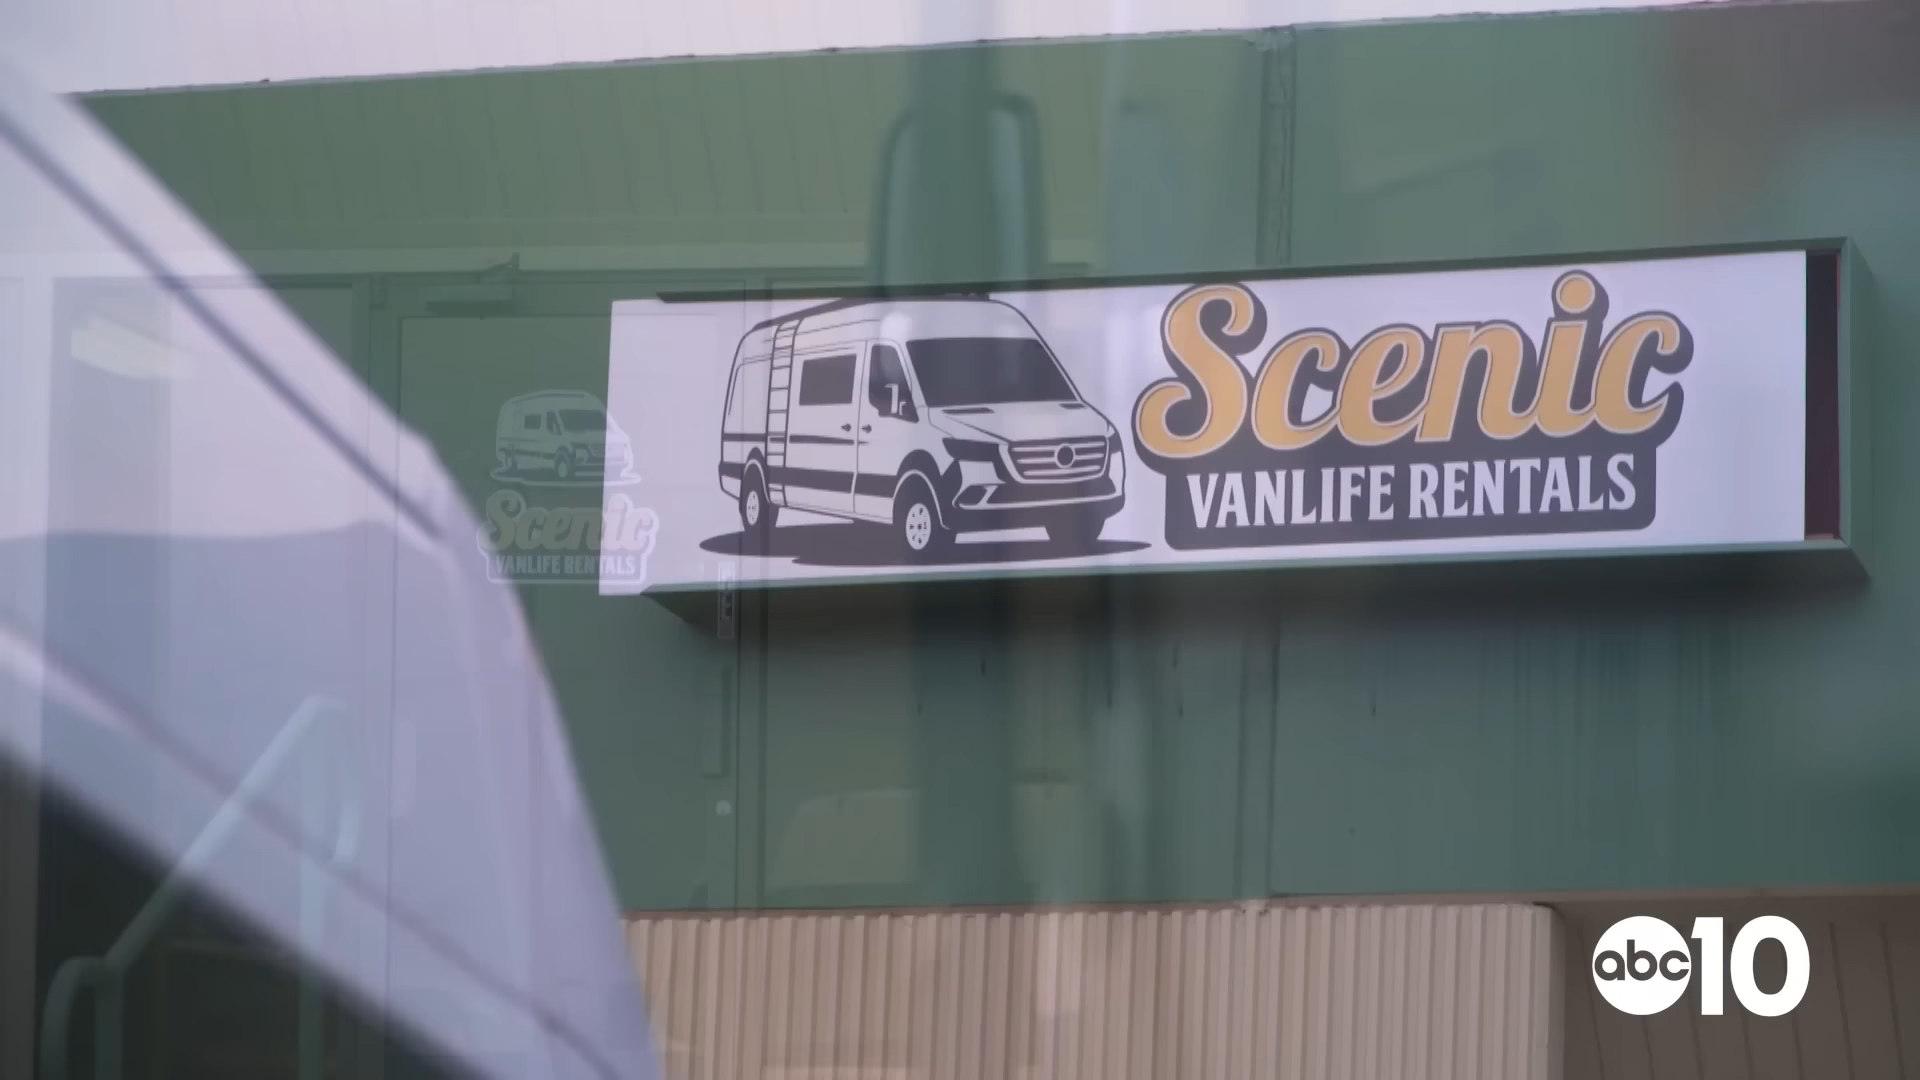 Scenic
VANLIFE RENTALS
Scenic
VANLIFE RENTALS
abc10